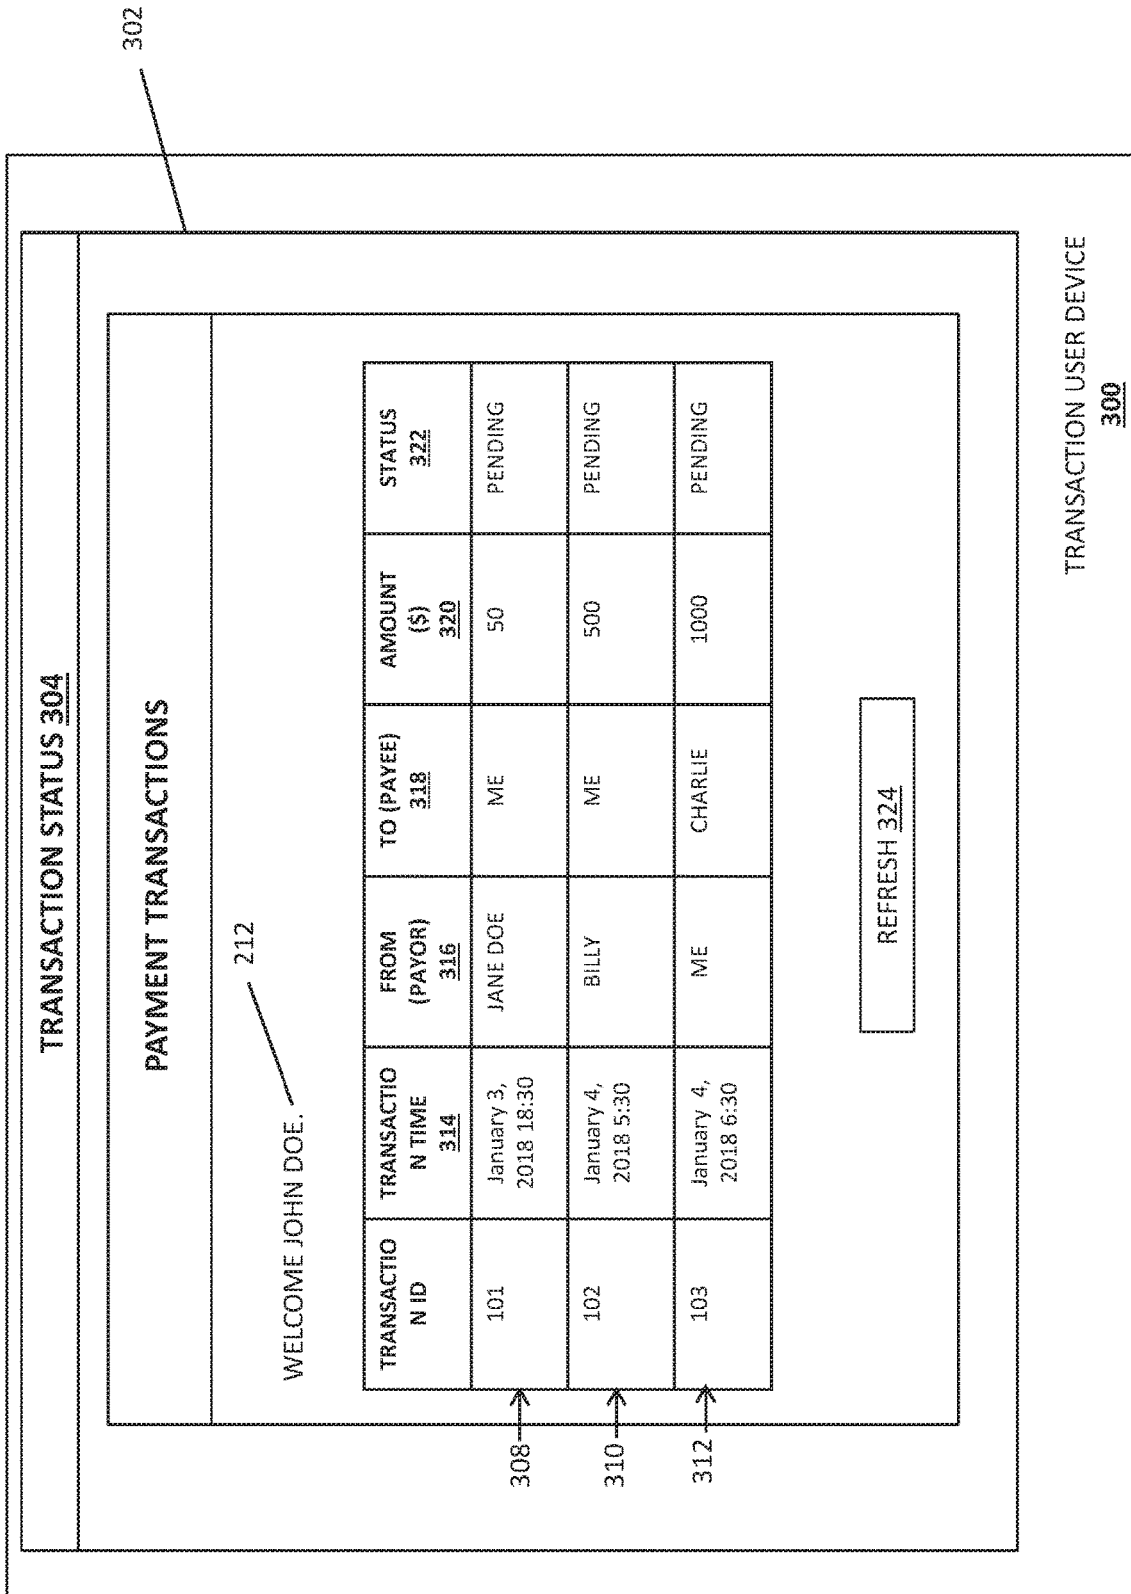 302
TRANSACTION STATUS 304
PAYMENT TRANSACTIONS
212
WELCOME JOHN DOE.
TRANSACTIO
N ID
TRANSACTIO
N TIME
314
FROM
(PAYOR)
316
TO (PAYEE)
318
AMOUNT
($)
320
STATUS
322
308
101
January 3,
2018 18:30
JANE DOE
ME
50
PENDING
310
102
January 4,
2018 5:30
BILLY
ME
500
PENDING
312
103
January 4,
2018 6:30
ME
CHARLIE
1000
PENDING
REFRESH 324
TRANSACTION USER DEVICE
300